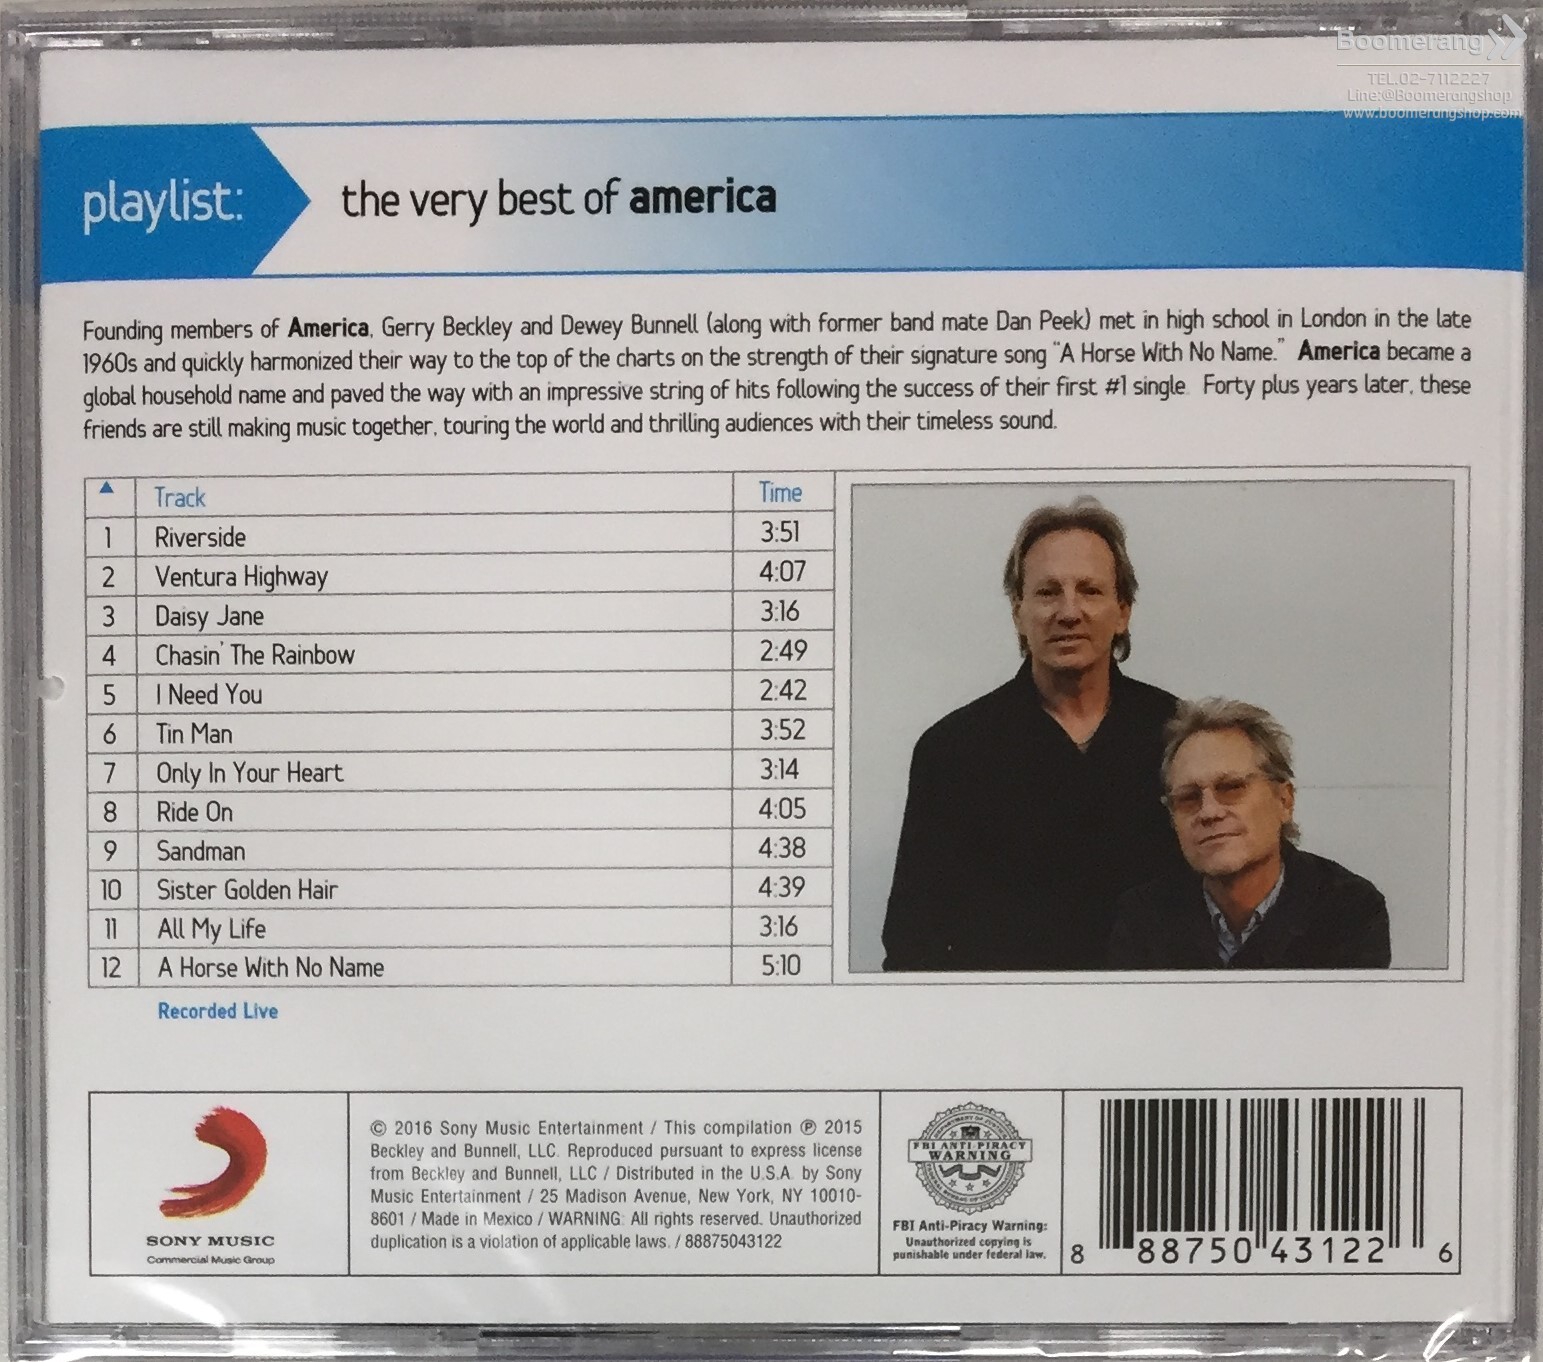 Boomerang
TEL.02-7112227
Line:@Boomerangshop
www.boomerangshop.com
playlist: the very best of america
Founding members of America, Gerry Beckley and Dewey Bunnell (along with former band mate Dan Peek) met in high school in London in the late
1960s and quickly harmonized their way to the top of the charts on the strength of their signature song "A Horse With No Name." America became a
global household name and paved the way with an impressive string of hits following the success of their first #1 single. Forty plus years later, these
friends are still making music together, touring the world and thrilling audiences with their timeless sound.
Track Time
1 Riverside 3:51
2 Ventura Highway 4:07
3 Daisy Jane 3:16
4 Chasin' The Rainbow 2:49
5 I Need You 2:42
6 Tin Man 3:52
7 Only In Your Heart 3:14
8 Ride On 4:05
9 Sandman 4:38
10 Sister Golden Hair 4:39
11 All My Life 3:16
12 A Horse With No Name 5:10
Recorded Live
SONY MUSIC
Commercial Music Group
© 2016 Sony Music Entertainment / This compilation ℗ 2015
Beckley and Bunnell, LLC. Reproduced pursuant to express license
from Beckley and Bunnell, LLC / Distributed in the U.S.A. by Sony
Music Entertainment / 25 Madison Avenue, New York, NY 10010-
8601 / Made in Mexico / WARNING: All rights reserved. Unauthorized
duplication is a violation of applicable laws. / 88875043122
FBI ANTI-PIRACY
WARNING
FBI Anti-Piracy Warning:
Unauthorized copying is
punishable under federal law.
8 88750 43122 6